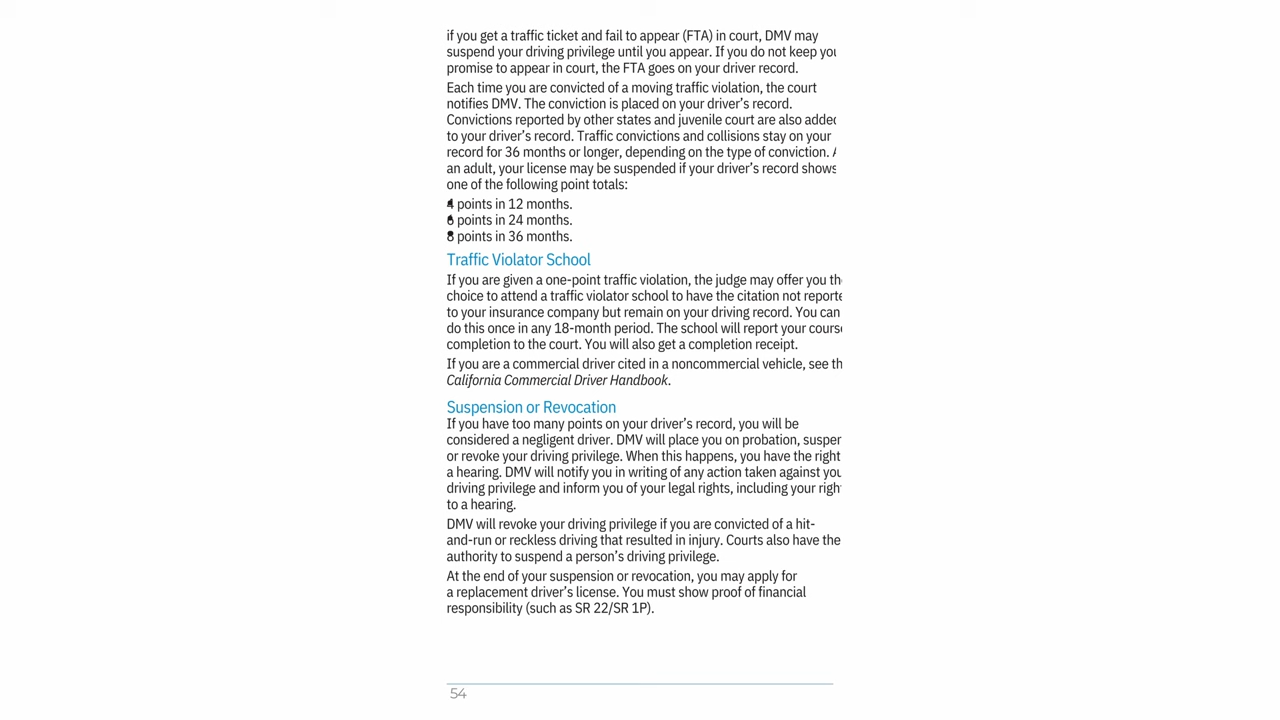 if you get a traffic ticket and fail to appear (FTA) in court, DMV may
suspend your driving privilege until you appear. If you do not keep you
promise to appear in court, the FTA goes on your driver record.
Each time you are convicted of a moving traffic violation, the court
notifies DMV. The conviction is placed on your driver's record.
Convictions reported by other states and juvenile court are also added
to your driver's record. Traffic convictions and collisions stay on your
record for 36 months or longer, depending on the type of conviction.
an adult, your license may be suspended if your driver's record shows
one of the following point totals:
4 points in 12 months.
6 points in 24 months.
8 points in 36 months.
Traffic Violator School
If you are given a one-point traffic violation, the judge may offer you th
choice to attend a traffic violator school to have the citation not reporte
to your insurance company but remain on your driving record. You can
do this once in any 18-month period. The school will report your course
completion to the court. You will also get a completion receipt.
If you are a commercial driver cited in a noncommercial vehicle, see th
California Commercial Driver Handbook.
Suspension or Revocation
If you have too many points on your driver's record, you will be
considered a negligent driver. DMV will place you on probation, susper
or revoke your driving privilege. When this happens, you have the right
a hearing. DMV will notify you in writing of any action taken against you
driving privilege and inform you of your legal rights, including your right
to a hearing.
DMV will revoke your driving privilege if you are convicted of a hit-
and-run or reckless driving that resulted in injury. Courts also have the
authority to suspend a person's driving privilege.
At the end of your suspension or revocation, you may apply for
a replacement driver's license. You must show proof of financial
responsibility (such as SR 22/SR 1P).
54